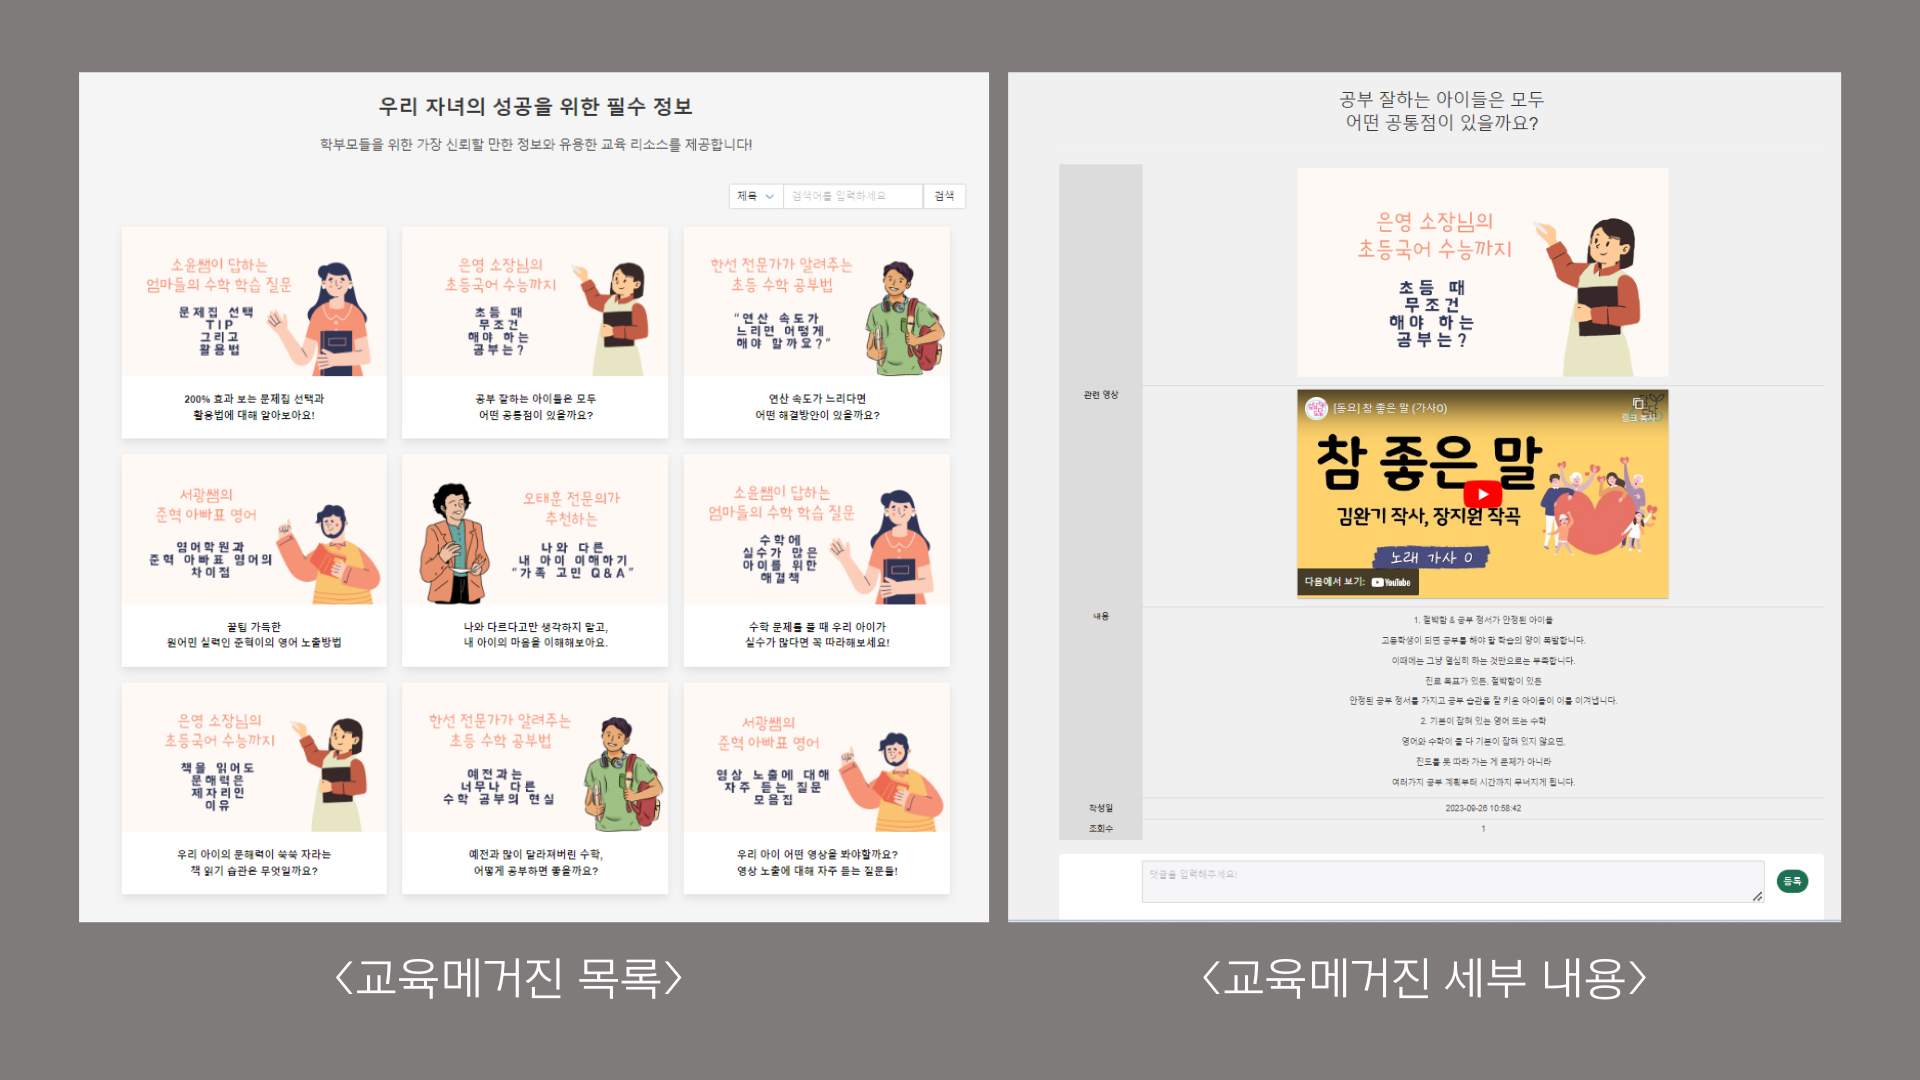 우리 자녀의 성공을 위한 필수 정보
학부모들을 위한 가장 신뢰할 만한 정보와 유용한 교육 리소스를 제공합니다!
제목
검색어를 입력하세요
검색
소윤쌤이 답하는
엄마들의 수학 학습 질문
문제집 선택
TIP
그리고
활용법
200% 효과 보는 문제집 선택과
활용법에 대해 알아보아요!
은영 소장님의
초등국어 수능까지
초등 때
무조건
해야 하는
공부는?
공부 잘하는 아이들은 모두
어떤 공통점이 있을까요?
한선 전문가가 알려주는
초등 수학 공부법
"연산 속도가
느리면 어떻게
해야 할까요?"
연산 속도가 느리다면
어떤 해결방안이 있을까요?
서광쌤의
준혁 아빠표 영어
영어학원과
준혁 아빠표 영어의
차이점
꿀팁 가득한
원어민 실력인 준혁이의 영어 노출방법
오태훈 전문의가
추천하는
나와 다른
내 아이 이해하기
"가족 고민 Q&A"
나와 다르다고만 생각하지 말고,
내 아이의 마음을 이해해보아요.
소윤쌤이 답하는
엄마들의 수학 학습 질문
수학에
실수가 많은
아이를 위한
해결책
수학 문제를 풀 때 우리 아이가
실수가 많다면 꼭 따라해보세요!
은영 소장님의
초등국어 수능까지
책을 읽어도
문해력은
제자리인
이유
우리 아이의 문해력이 쑥쑥 자라는
책 읽기 습관은 무엇일까요?
한선 전문가가 알려주는
초등 수학 공부법
예전과는
너무나 다른
수학 공부의 현실
예전과 많이 달라져버린 수학,
어떻게 공부하면 좋을까요?
서광쌤의
준혁 아빠표 영어
영상 노출에 대해
자주 듣는 질문
모음집
우리 아이 어떤 영상을 봐야할까요?
영상 노출에 대해 자주 듣는 질문들!
<교육메거진 목록>
공부 잘하는 아이들은 모두
어떤 공통점이 있을까요?
은영 소장님의
초등국어 수능까지
초등 때
무조건
해야 하는
공부는?
관련 영상
[동요] 참 좋은 말 (가사O)
링크 복사
참 좋은 말
김완기 작사, 장지원 작곡
노래 가사 O
다음에서 보기: YouTube
내용
1. 절박함 & 공부 정서가 안정된 아이들
고등학생이 되면 공부를 해야 할 학습의 양이 폭발합니다.
이때에는 그냥 열심히 하는 것만으로는 부족합니다.
진로 목표가 있든, 절박함이 있든
안정된 공부 정서를 가지고 공부 습관을 잘 키운 아이들이 이를 이겨냅니다.
2. 기본이 잡혀 있는 영어 또는 수학
영어와 수학이 둘 다 기본이 잡혀 있지 않으면,
진도를 못 따라 가는 게 문제가 아니라
여러가지 공부 계획부터 시간까지 무너지게 됩니다.
작성일
2023-09-26 10:58:42
조회수
1
댓글을 입력해주세요!
등록
<교육메거진 세부 내용>